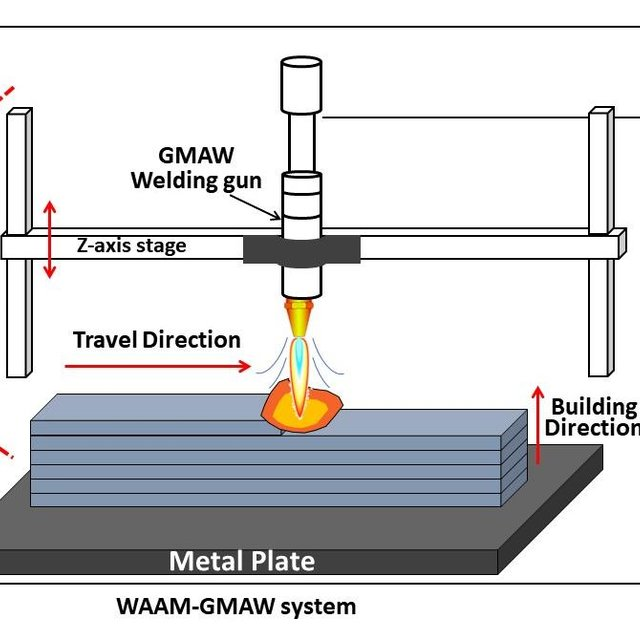 GMAW
Welding gun
Z-axis stage
Travel Direction
Building
Direction
Metal Plate
WAAM-GMAW system